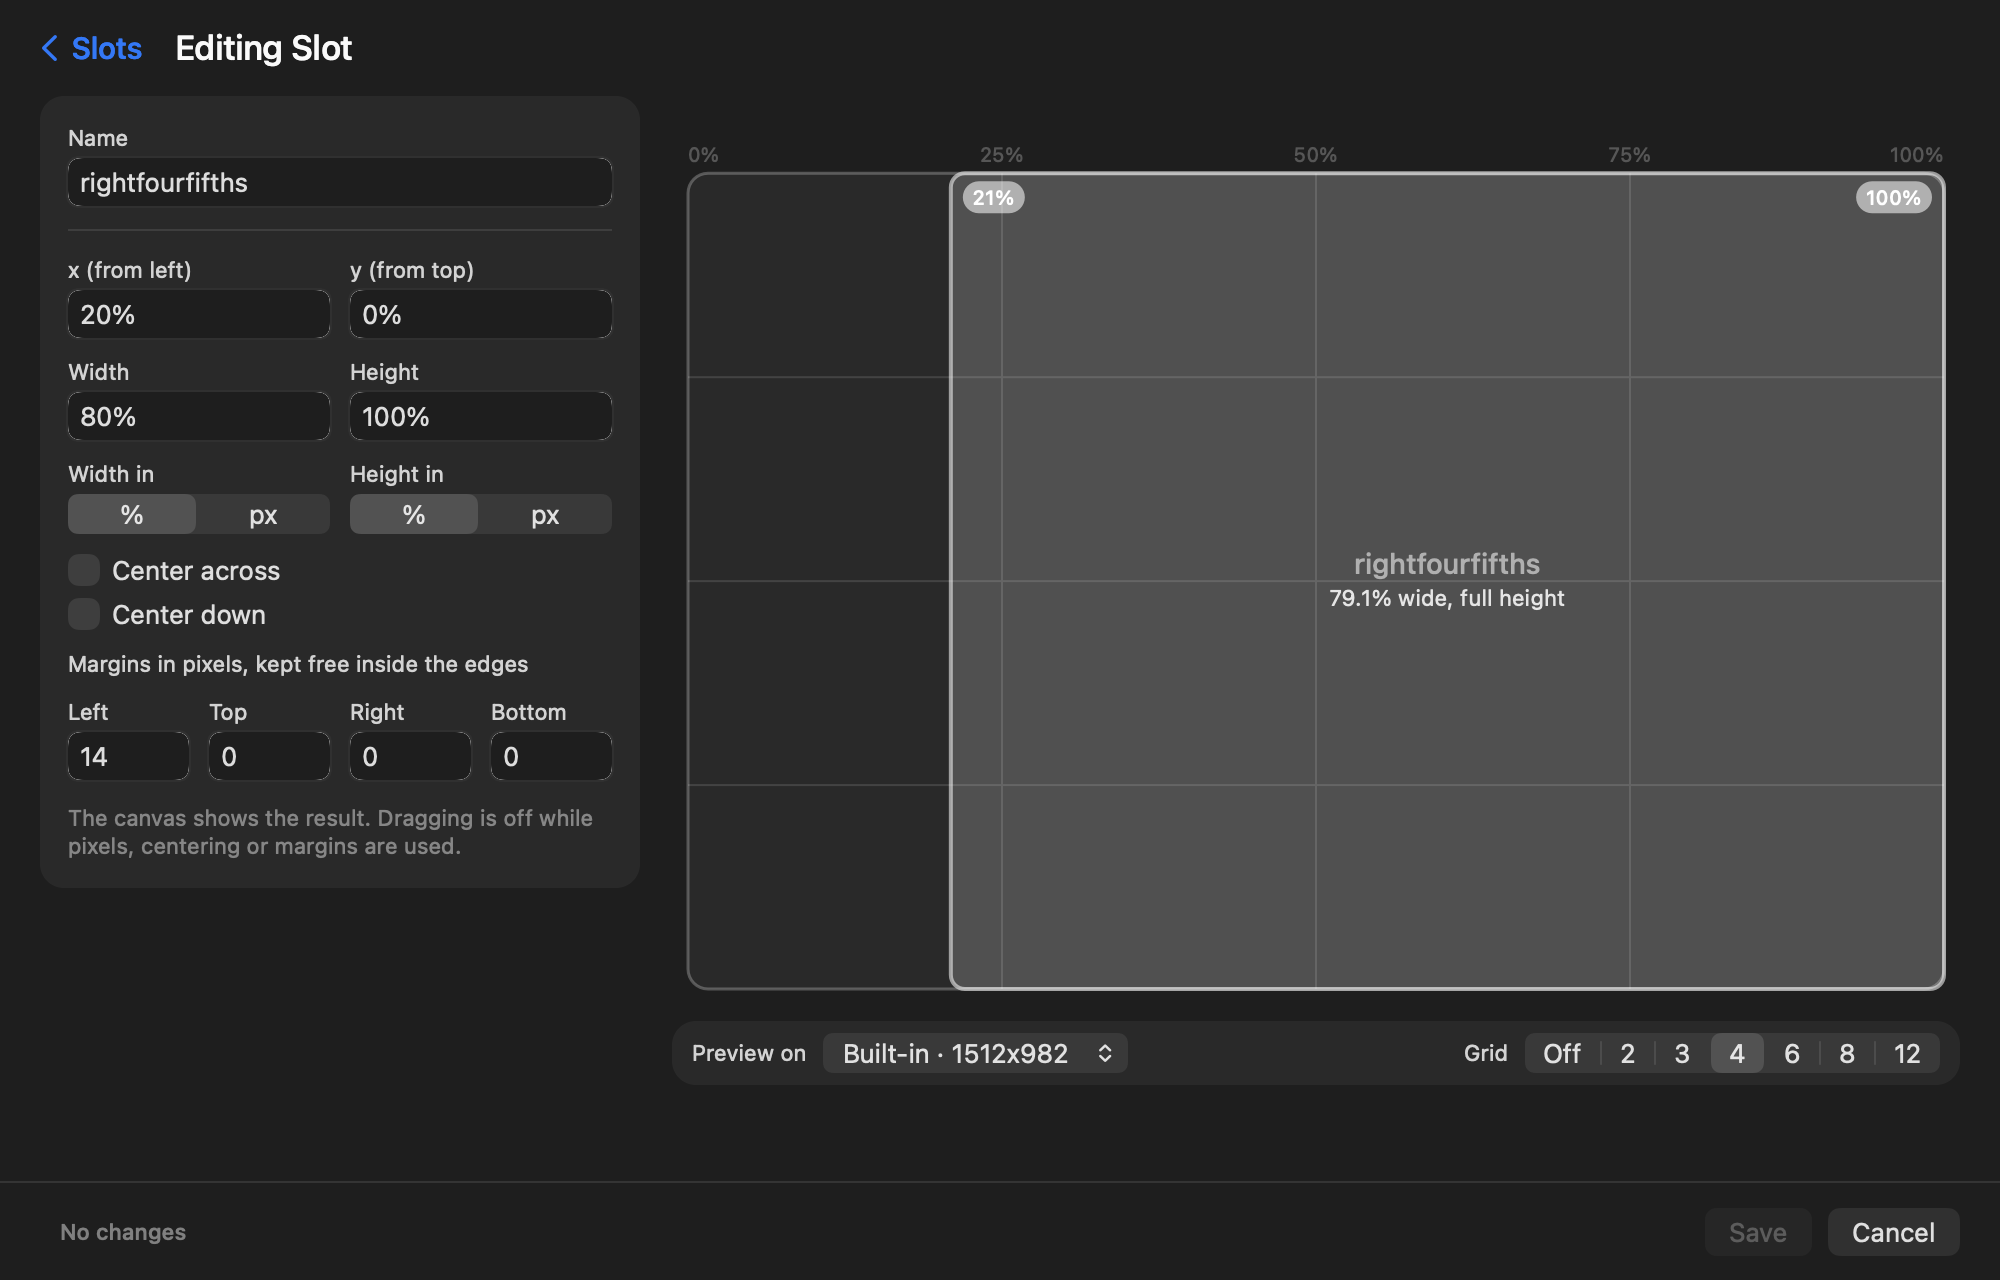 Slots Editing Slot
Name
rightfourfifths
x (from left) y (from top)
20% 0%
Width Height
80% 100%
Width in Height in
% px % px
Center across
Center down
Margins in pixels, kept free inside the edges
Left Top Right Bottom
14 0 0 0
The canvas shows the result. Dragging is off while
pixels, centering or margins are used.
0% 25% 50% 75% 100%
21% 100%
rightfourfifths
79.1% wide, full height
Preview on Built-in · 1512x982 Grid Off 2 3 4 6 8 12
No changes Save Cancel